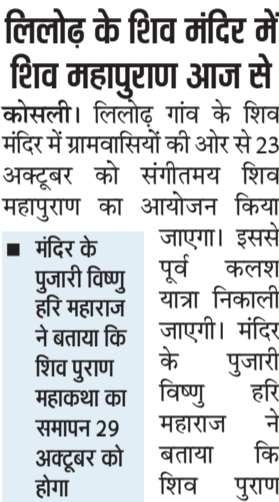 लिलोढ़ के शिव मंदिर में
शिव महापुराण आज से
कोसली। लिलोढ़ गांव के शिव
मंदिर में ग्रामवासियों की ओर से 23
अक्टूबर को संगीतमय शिव
महापुराण का आयोजन किया
जाएगा। इससे
पूर्व कलश
यात्रा निकाली
जाएगी। मंदिर
के पुजारी
विष्णु हरि
महाराज ने
बताया कि
शिव पुराण
■ मंदिर के
पुजारी विष्णु
हरि महाराज
ने बताया कि
शिव पुराण
महाकथा का
समापन 29
अक्टूबर को
होगा